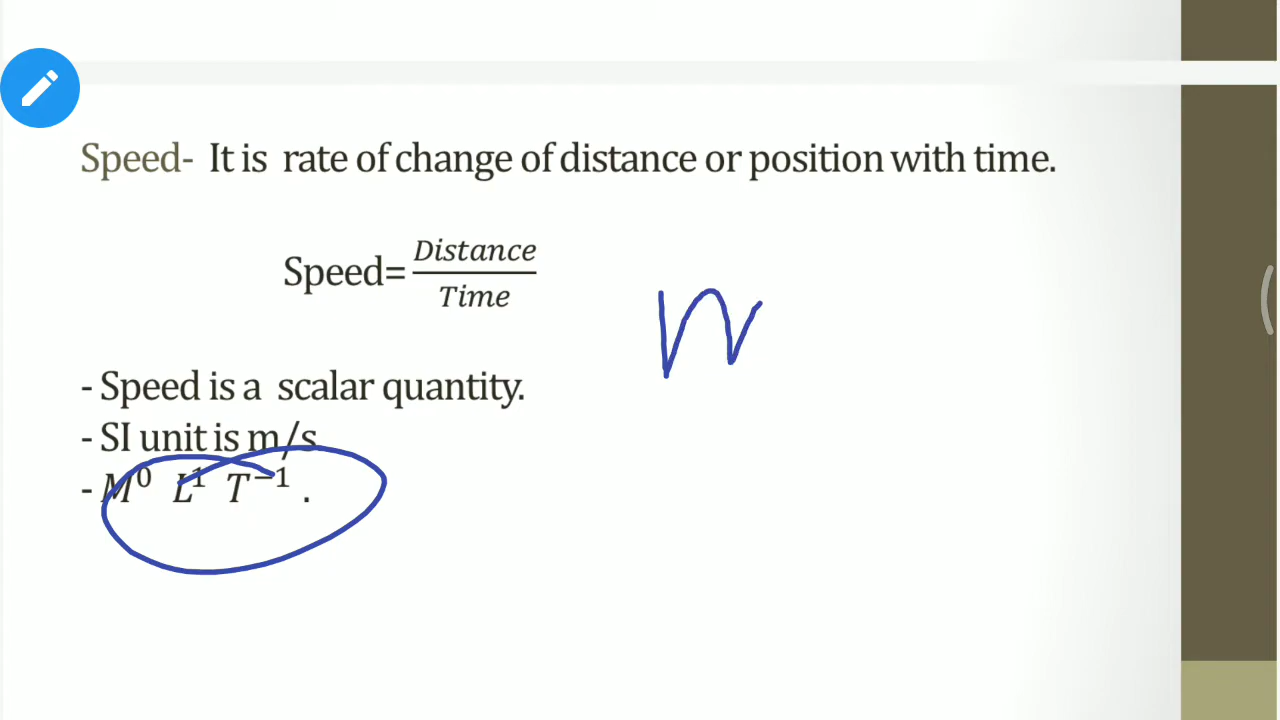 Speed- It is rate of change of distance or position with time.
Speed= Distance
Time
- Speed is a scalar quantity.
- SI unit is m/s
- M⁰ L¹ T⁻¹ .